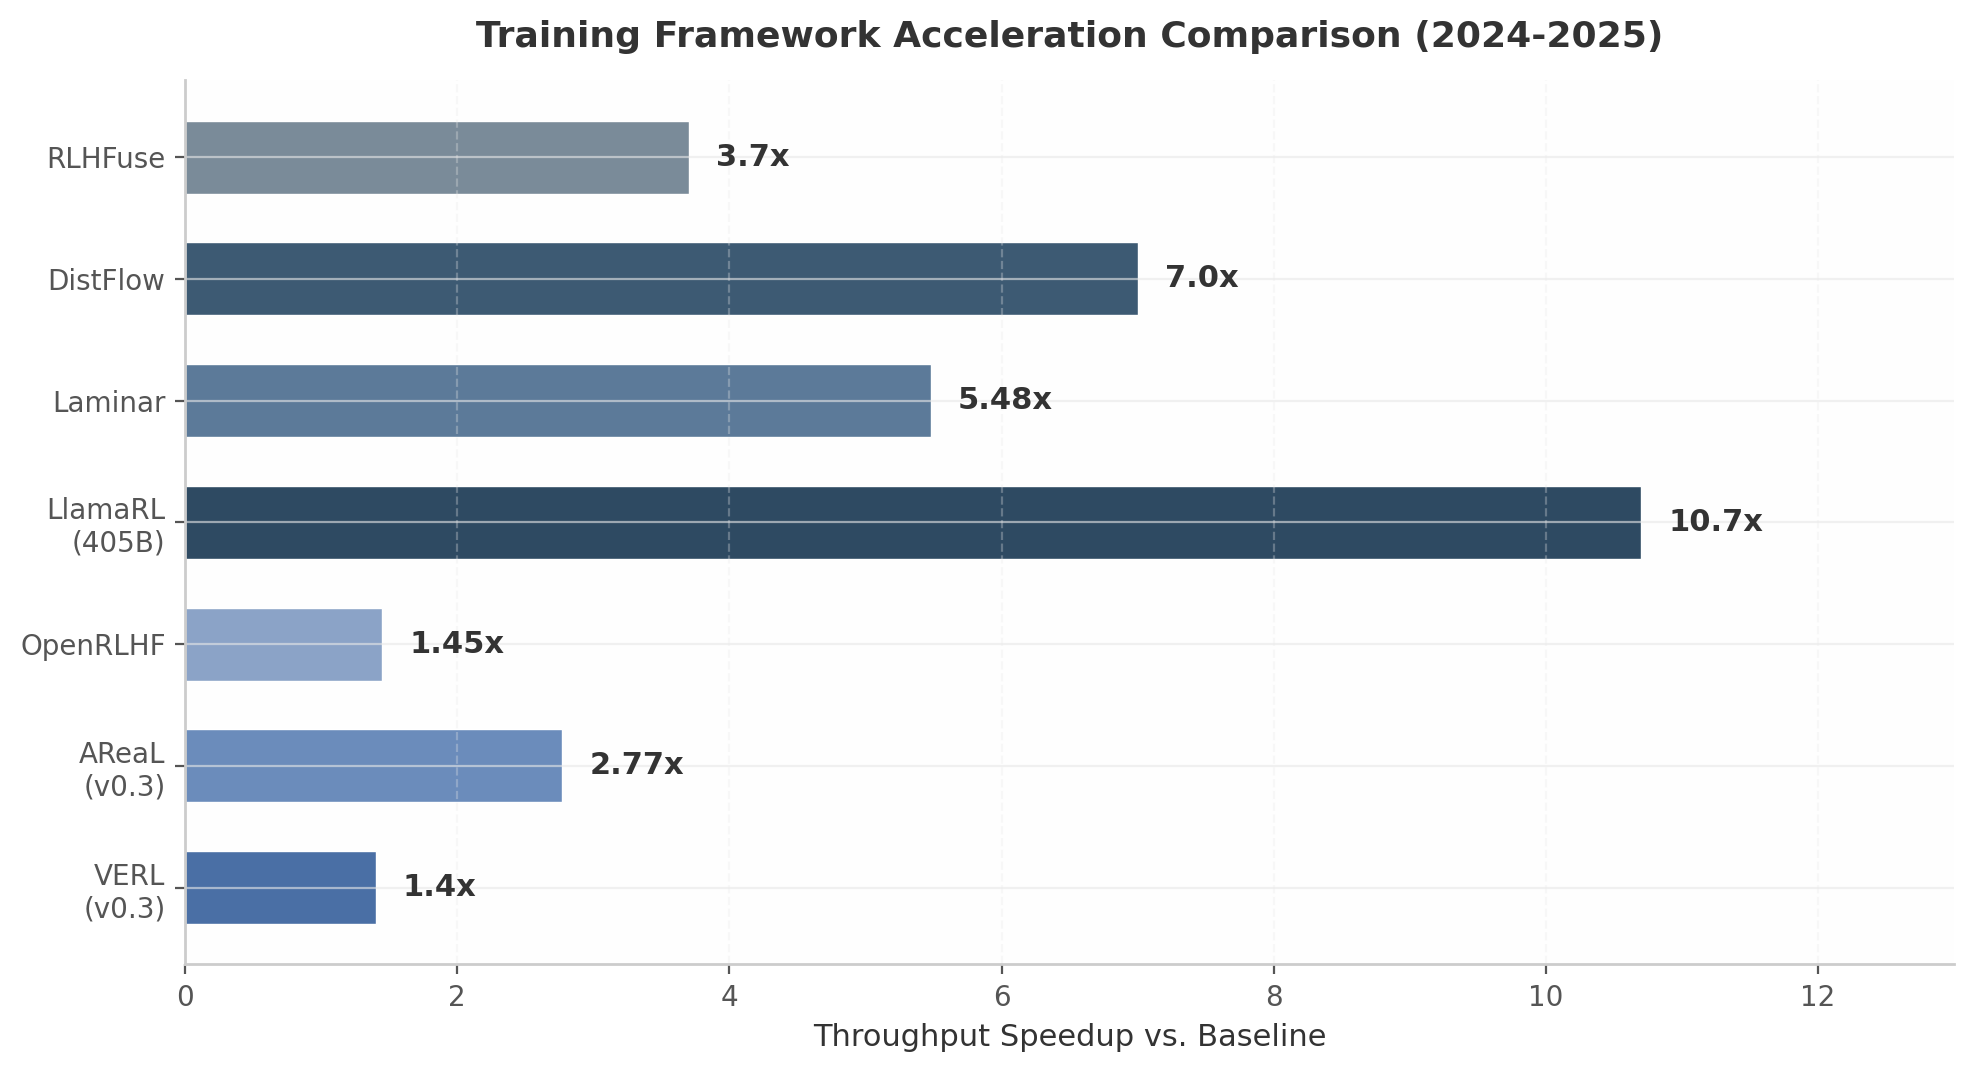 Training Framework Acceleration Comparison (2024-2025)
RLHFuse
3.7x
DistFlow
7.0x
Laminar
5.48x
LlamaRL
(405B)
10.7x
OpenRLHF
1.45x
AReaL
(v0.3)
2.77x
VERL
(v0.3)
1.4x
0 2 4 6 8 10 12
Throughput Speedup vs. Baseline